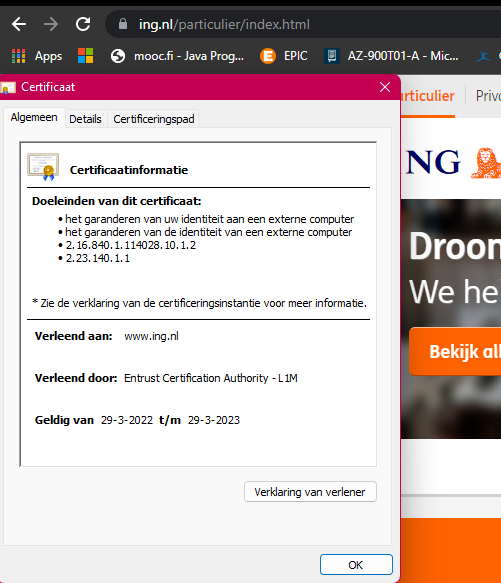 ing.nl/particulier/index.html
Apps
mooc.fi - Java Prog...
EPIC
AZ-900T01-A - Mic...
Certificaat
Algemeen
Details
Certificeringspad
Certificaatinformatie
Doeleinden van dit certificaat:
• het garanderen van uw identiteit aan een externe computer
• het garanderen van de identiteit van een externe computer
• 2.16.840.1.114028.10.1.2
• 2.23.140.1.1
* Zie de verklaring van de certificeringsinstantie voor meer informatie.
Verleend aan: www.ing.nl
Verleend door: Entrust Certification Authority - L1M
Geldig van 29-3-2022 t/m 29-3-2023
Verklaring van verlener
OK
articulier
Priv
NG
Droon
We he
Bekijk al